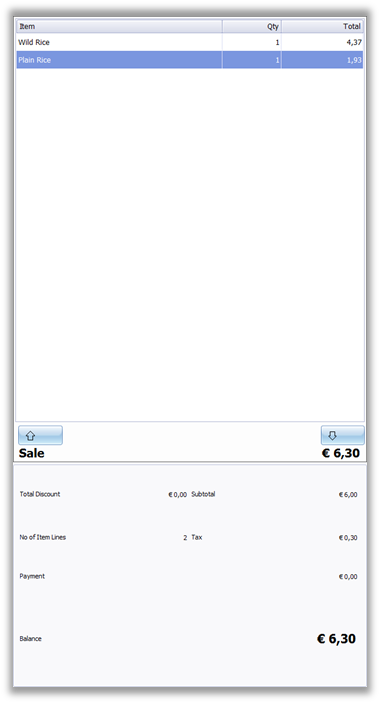 Item Qty Total
Wild Rice 1 4,37
Plain Rice 1 1,93
Sale € 6,30
Total Discount € 0,00 Subtotal € 6,00
No of Item Lines 2 Tax € 0,30
Payment € 0,00
Balance € 6,30